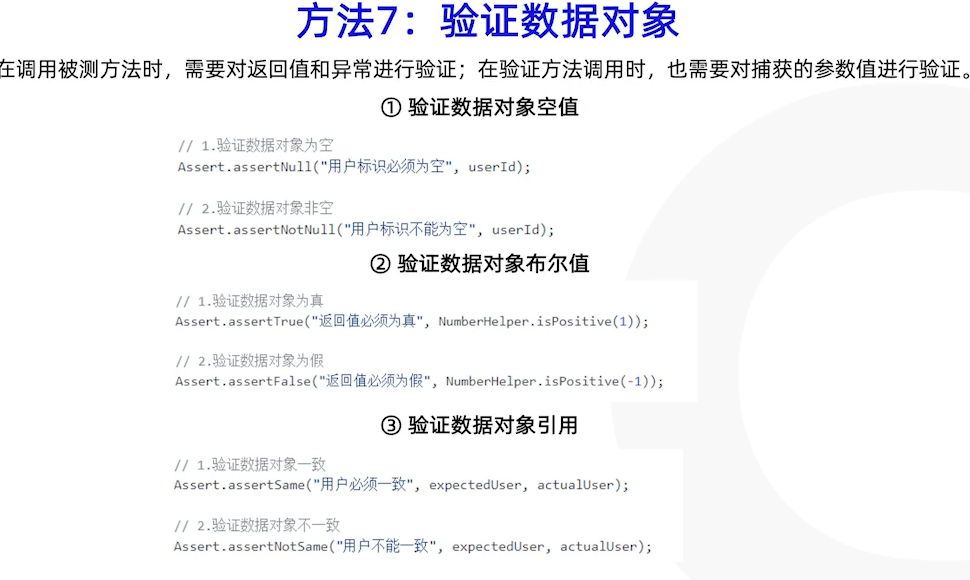 方法7：验证数据对象
在调用被测方法时，需要对返回值和异常进行验证；在验证方法调用时，也需要对捕获的参数值进行验证。
① 验证数据对象空值
// 1.验证数据对象为空
Assert.assertNull("用户标识必须为空", userId);
// 2.验证数据对象非空
Assert.assertNotNull("用户标识不能为空", userId);
② 验证数据对象布尔值
// 1.验证数据对象为真
Assert.assertTrue("返回值必须为真", NumberHelper.isPositive(1));
// 2.验证数据对象为假
Assert.assertFalse("返回值必须为假", NumberHelper.isPositive(-1));
③ 验证数据对象引用
// 1.验证数据对象一致
Assert.assertSame("用户必须一致", expectedUser, actualUser);
// 2.验证数据对象不一致
Assert.assertNotSame("用户不能一致", expectedUser, actualUser);